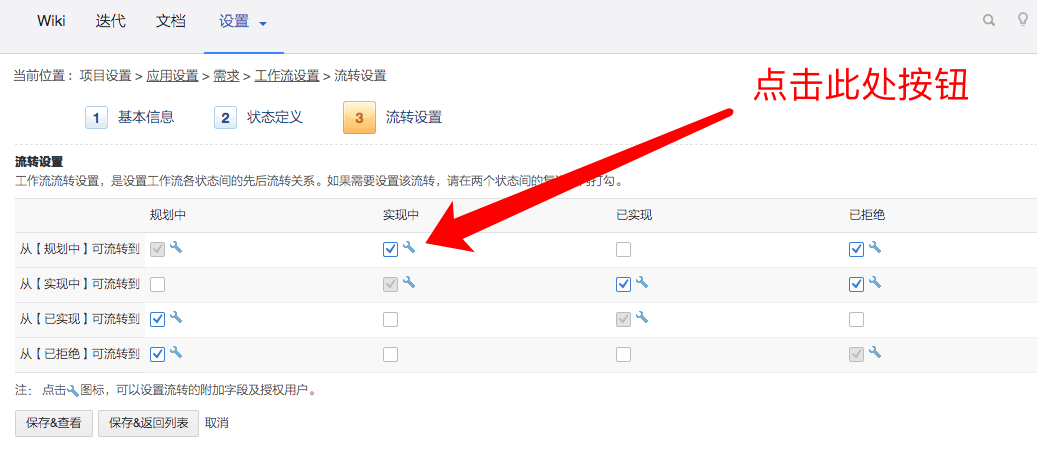 Wiki 迭代 文档 设置
当前位置：项目设置 > 应用设置 > 需求 > 工作流设置 > 流转设置
点击此处按钮
1 基本信息 2 状态定义 3 流转设置
流转设置
工作流流转设置，是设置工作流各状态间的先后流转关系。如果需要设置该流转，请在两个状态间的复 打勾。
规划中 实现中 已实现 已拒绝
从【规划中】可流转到
从【实现中】可流转到
从【已实现】可流转到
从【已拒绝】可流转到
注： 点击图标，可以设置流转的附加字段及授权用户。
保存&查看 保存&返回列表 取消